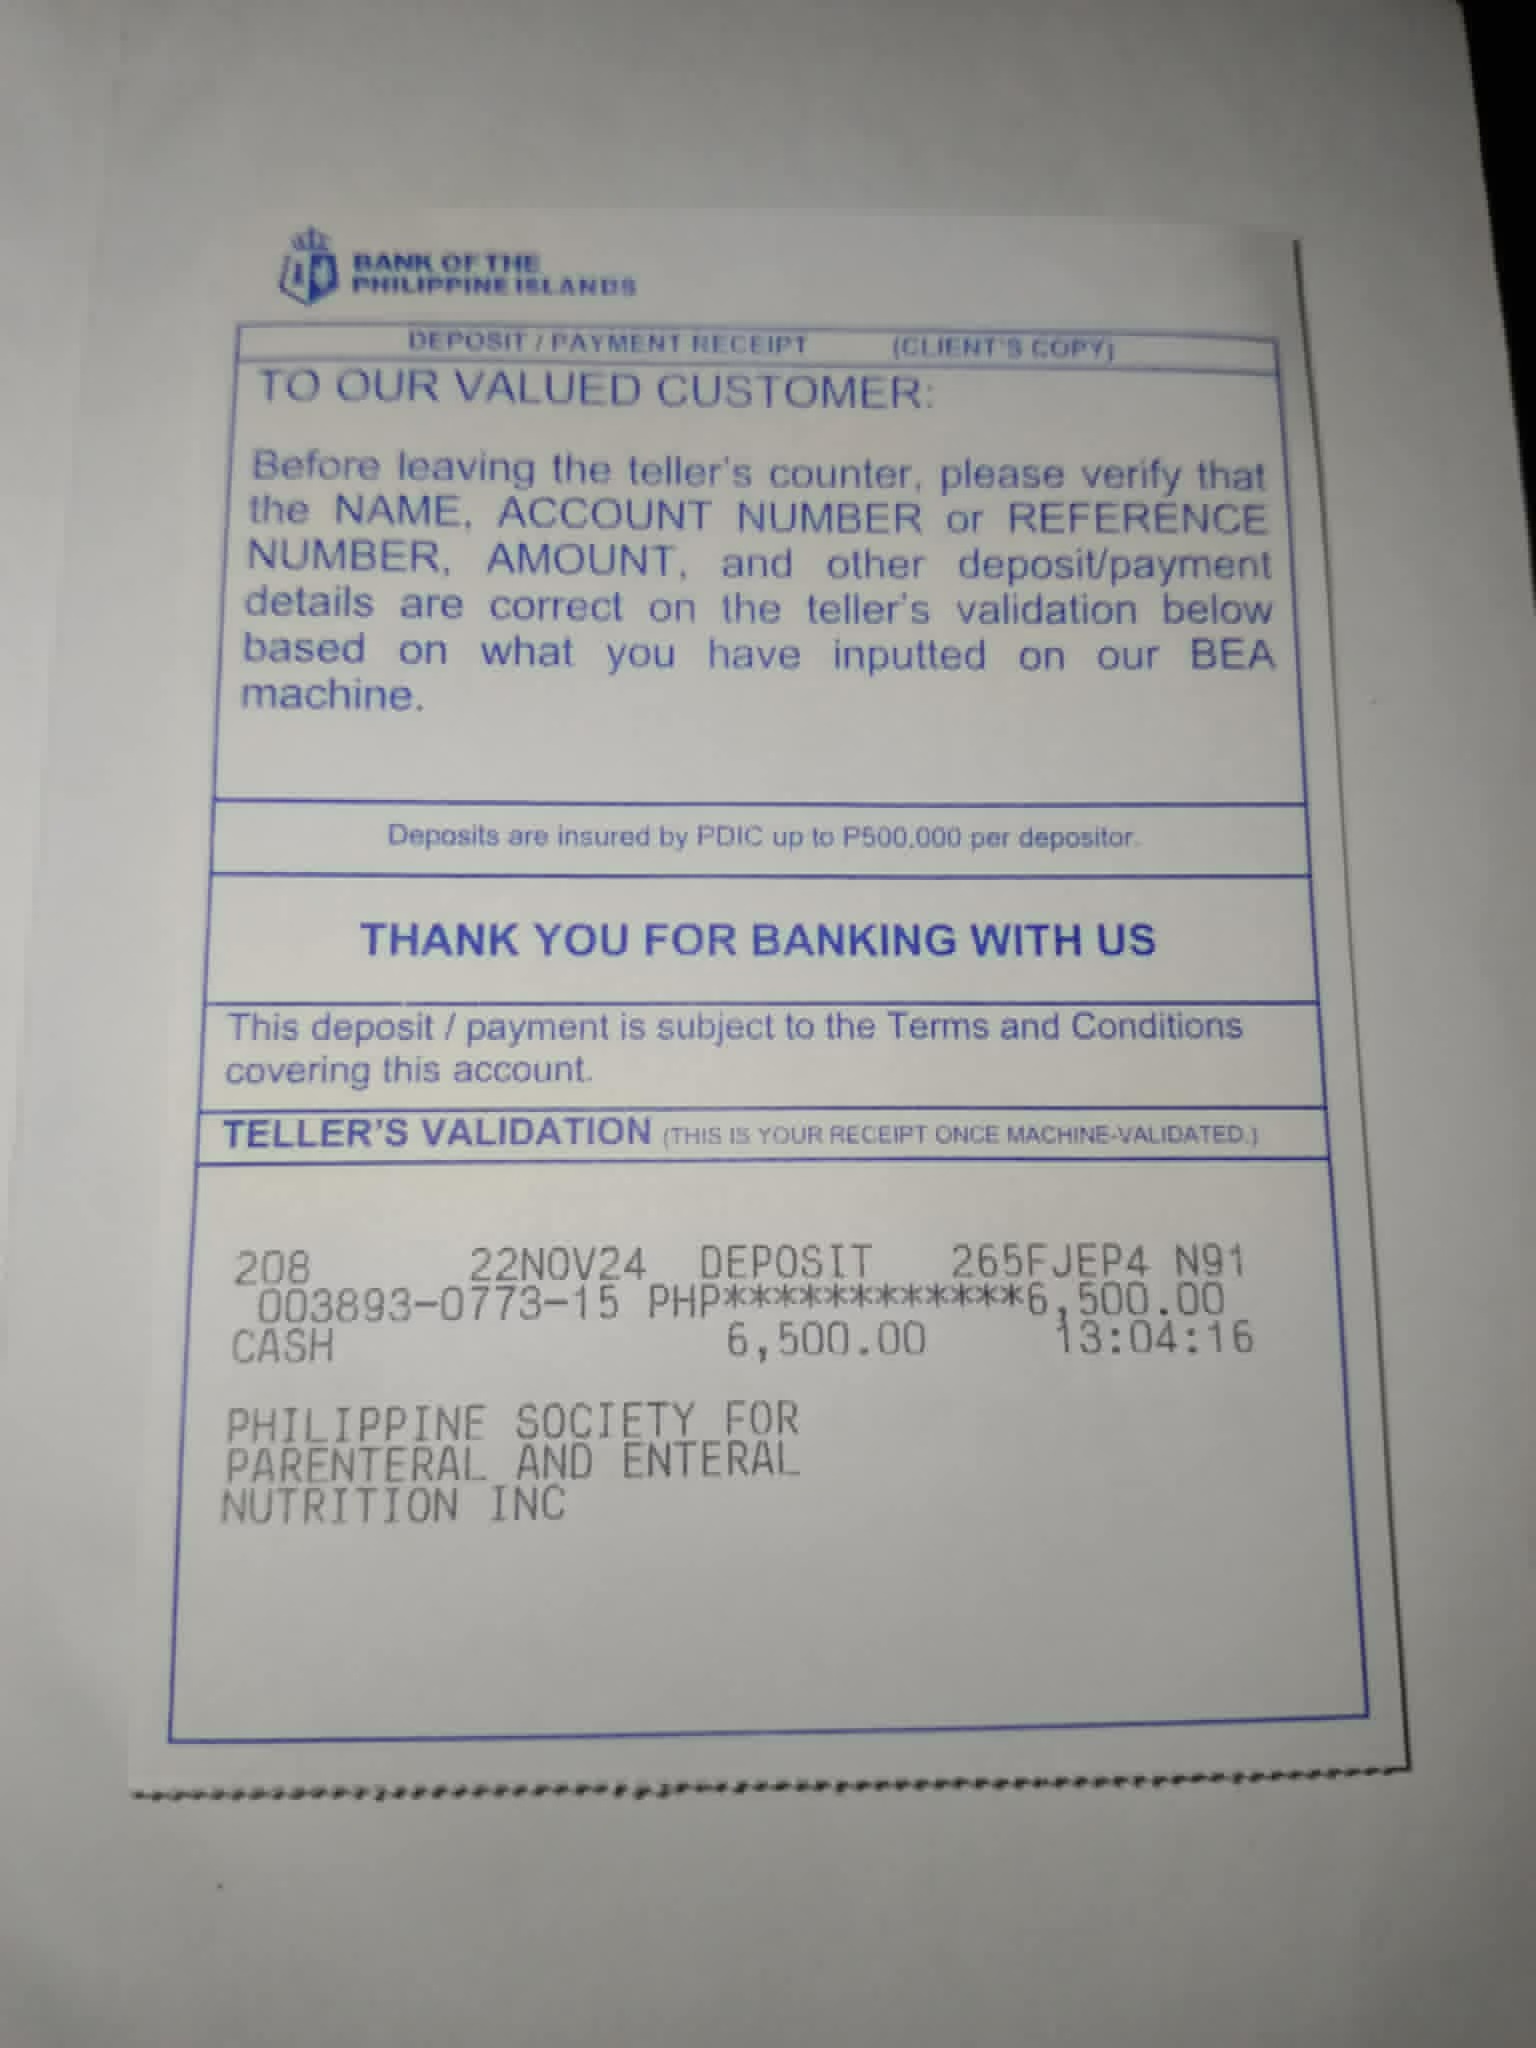 BANK OF THE
PHILIPPINE ISLANDS
DEPOSIT / PAYMENT RECEIPT (CLIENT'S COPY)
TO OUR VALUED CUSTOMER:
Before leaving the teller's counter, please verify that
the NAME, ACCOUNT NUMBER or REFERENCE
NUMBER, AMOUNT, and other deposit/payment
details are correct on the teller's validation below
based on what you have inputted on our BEA
machine.
Deposits are insured by PDIC up to P500,000 per depositor.
THANK YOU FOR BANKING WITH US
This deposit / payment is subject to the Terms and Conditions
covering this account.
TELLER'S VALIDATION (THIS IS YOUR RECEIPT ONCE MACHINE-VALIDATED.)
208 22NOV24 DEPOSIT 265FJEP4 N91
003893-0773-15 PHP************6,500.00
CASH 6,500.00 13:04:16
PHILIPPINE SOCIETY FOR
PARENTERAL AND ENTERAL
NUTRITION INC